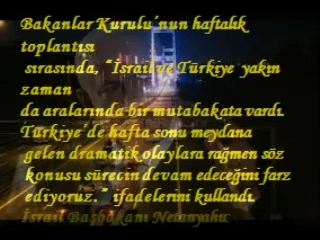 Bakanlar Kurulu'nun haftalık
toplantısı
sırasında, "İsrail ve Türkiye yakın
zaman
da aralarında bir mutabakata vardı.
Türkiye'de hafta sonu meydana
gelen dramatik olaylara rağmen söz
konusu sürecin devam edeceğini farz
ediyoruz." ifadelerini kullandı.
İsrail Başbakanı Netanyahu